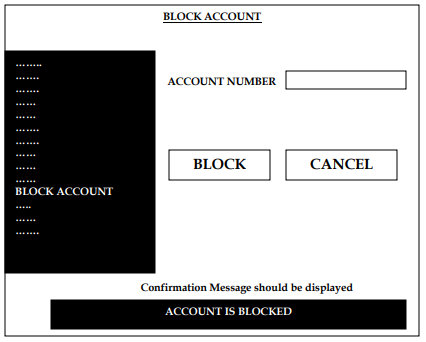 BLOCK ACCOUNT
……..
…….
…….
……
……
…….
…….
……
……
……
BLOCK ACCOUNT
…..
……
…….
ACCOUNT NUMBER
BLOCK
CANCEL
Confirmation Message should be displayed
ACCOUNT IS BLOCKED